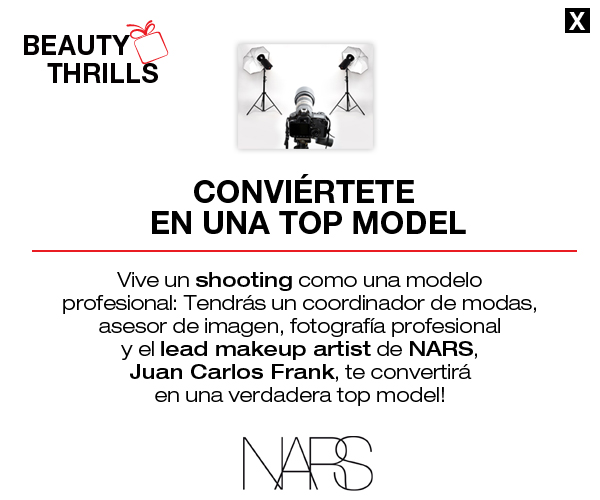 X
BEAUTY
THRILLS
CONVIÉRTETE
EN UNA TOP MODEL
Vive un shooting como una modelo
profesional: Tendrás un coordinador de modas,
asesor de imagen, fotografía profesional
y el lead makeup artist de NARS,
Juan Carlos Frank, te convertirá
en una verdadera top model!
NARS